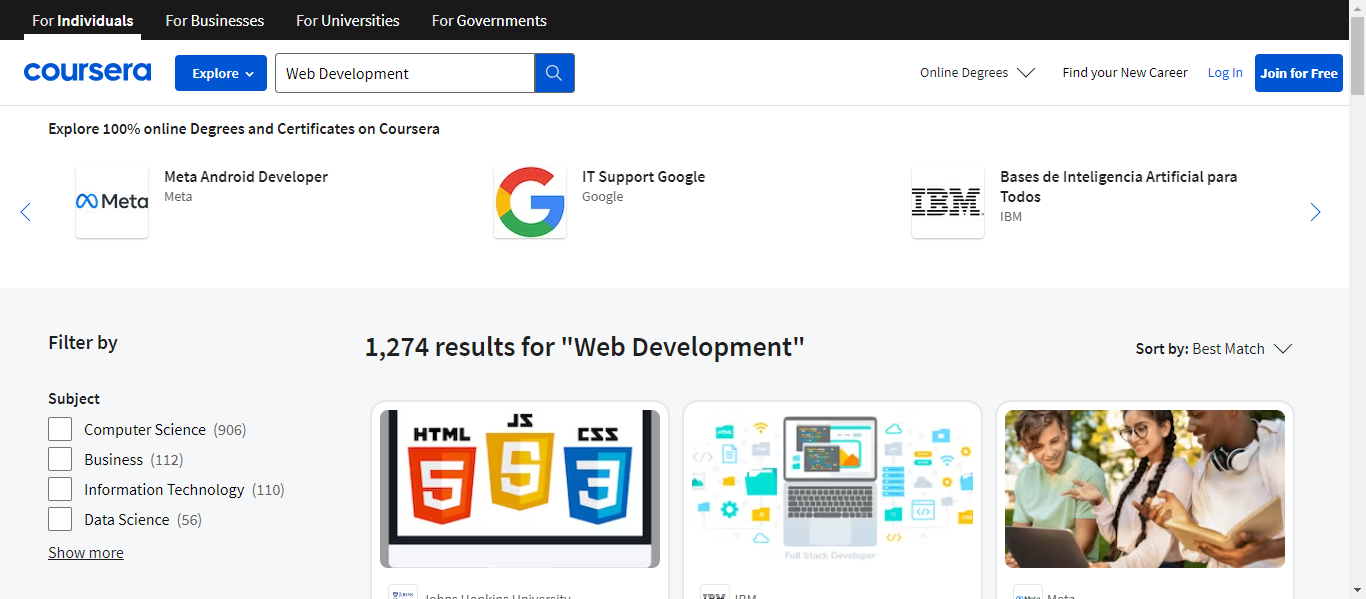 For Individuals For Businesses For Universities For Governments
coursera Explore Web Development Online Degrees Find your New Career Log In Join for Free
Explore 100% online Degrees and Certificates on Coursera
Meta
Meta Android Developer
Meta
IT Support Google
Google
IBM
Bases de Inteligencia Artificial para
Todos
IBM
Filter by
1,274 results for "Web Development"
Sort by: Best Match
Subject
Computer Science (906)
Business (112)
Information Technology (110)
Data Science (56)
Show more
HTML JS CSS
5 5 3
Full Stack Developer
Johns Hopkins University
IBM IBM
Meta Meta